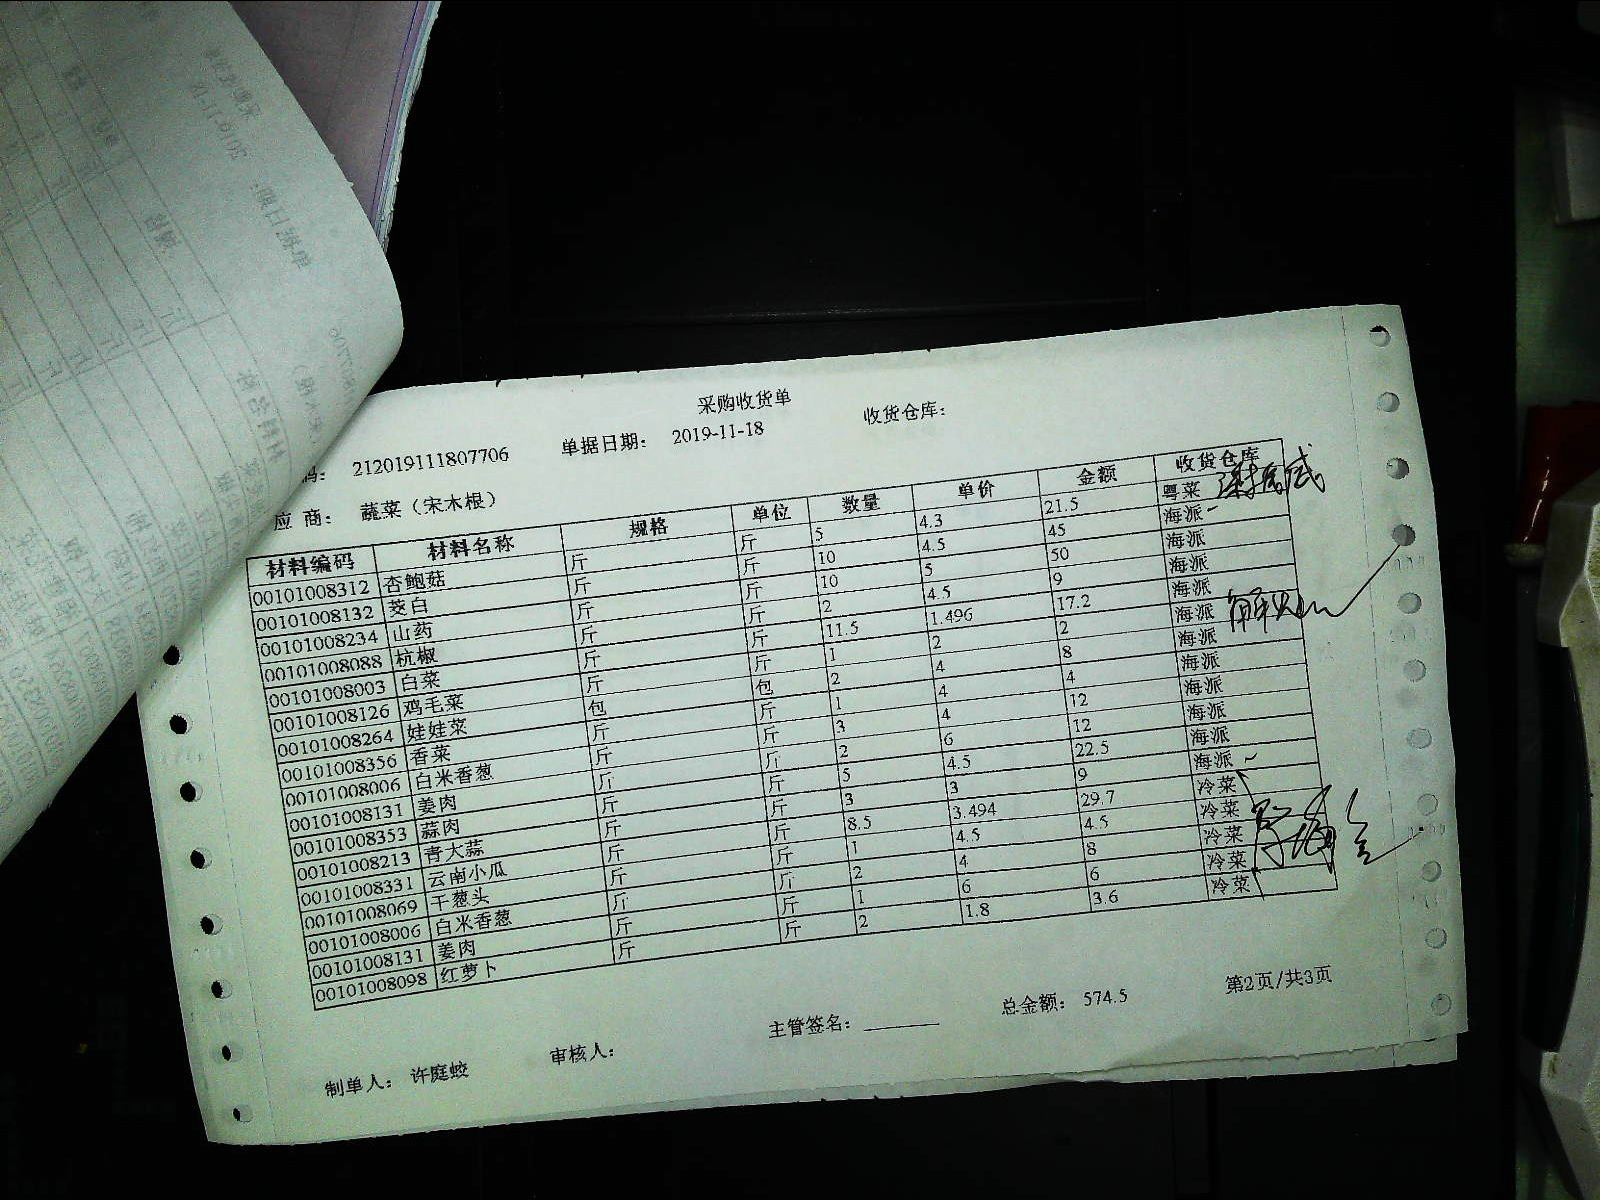 采购收货单
码： 212019111807706 单据日期： 2019-11-18 收货仓库：
应 商： 蔬菜（宋木根）
材料编码 材料名称 规格 单位 数量 单价 金额 收货仓库
00101008312 杏鲍菇 斤 斤 5 4.3 21.5 粤菜
00101008132 茭白 斤 斤 10 4.5 45 海派
00101008234 山药 斤 斤 10 5 50 海派
00101008088 杭椒 斤 斤 2 4.5 9 海派
00101008003 白菜 斤 斤 11.5 1.496 17.2 海派
00101008126 鸡毛菜 斤 斤 1 2 2 海派
00101008264 娃娃菜 包 包 2 4 8 海派
00101008356 香菜 斤 斤 1 4 4 海派
00101008006 白米香葱 斤 斤 3 4 12 海派
00101008131 姜肉 斤 斤 2 6 12 海派
00101008353 蒜肉 斤 斤 5 4.5 22.5 海派
00101008213 青大蒜 斤 斤 3 3 9 海派
00101008331 云南小瓜 斤 斤 8.5 3.494 29.7 冷菜
00101008069 干葱头 斤 斤 1 4.5 4.5 冷菜
00101008006 白米香葱 斤 斤 2 4 8 冷菜
00101008131 姜肉 斤 斤 1 6 6 冷菜
00101008098 红萝卜 斤 斤 2 1.8 3.6 冷菜
制单人： 许庭蛟 审核人： 主管签名： 总金额： 574.5 第2页/共3页